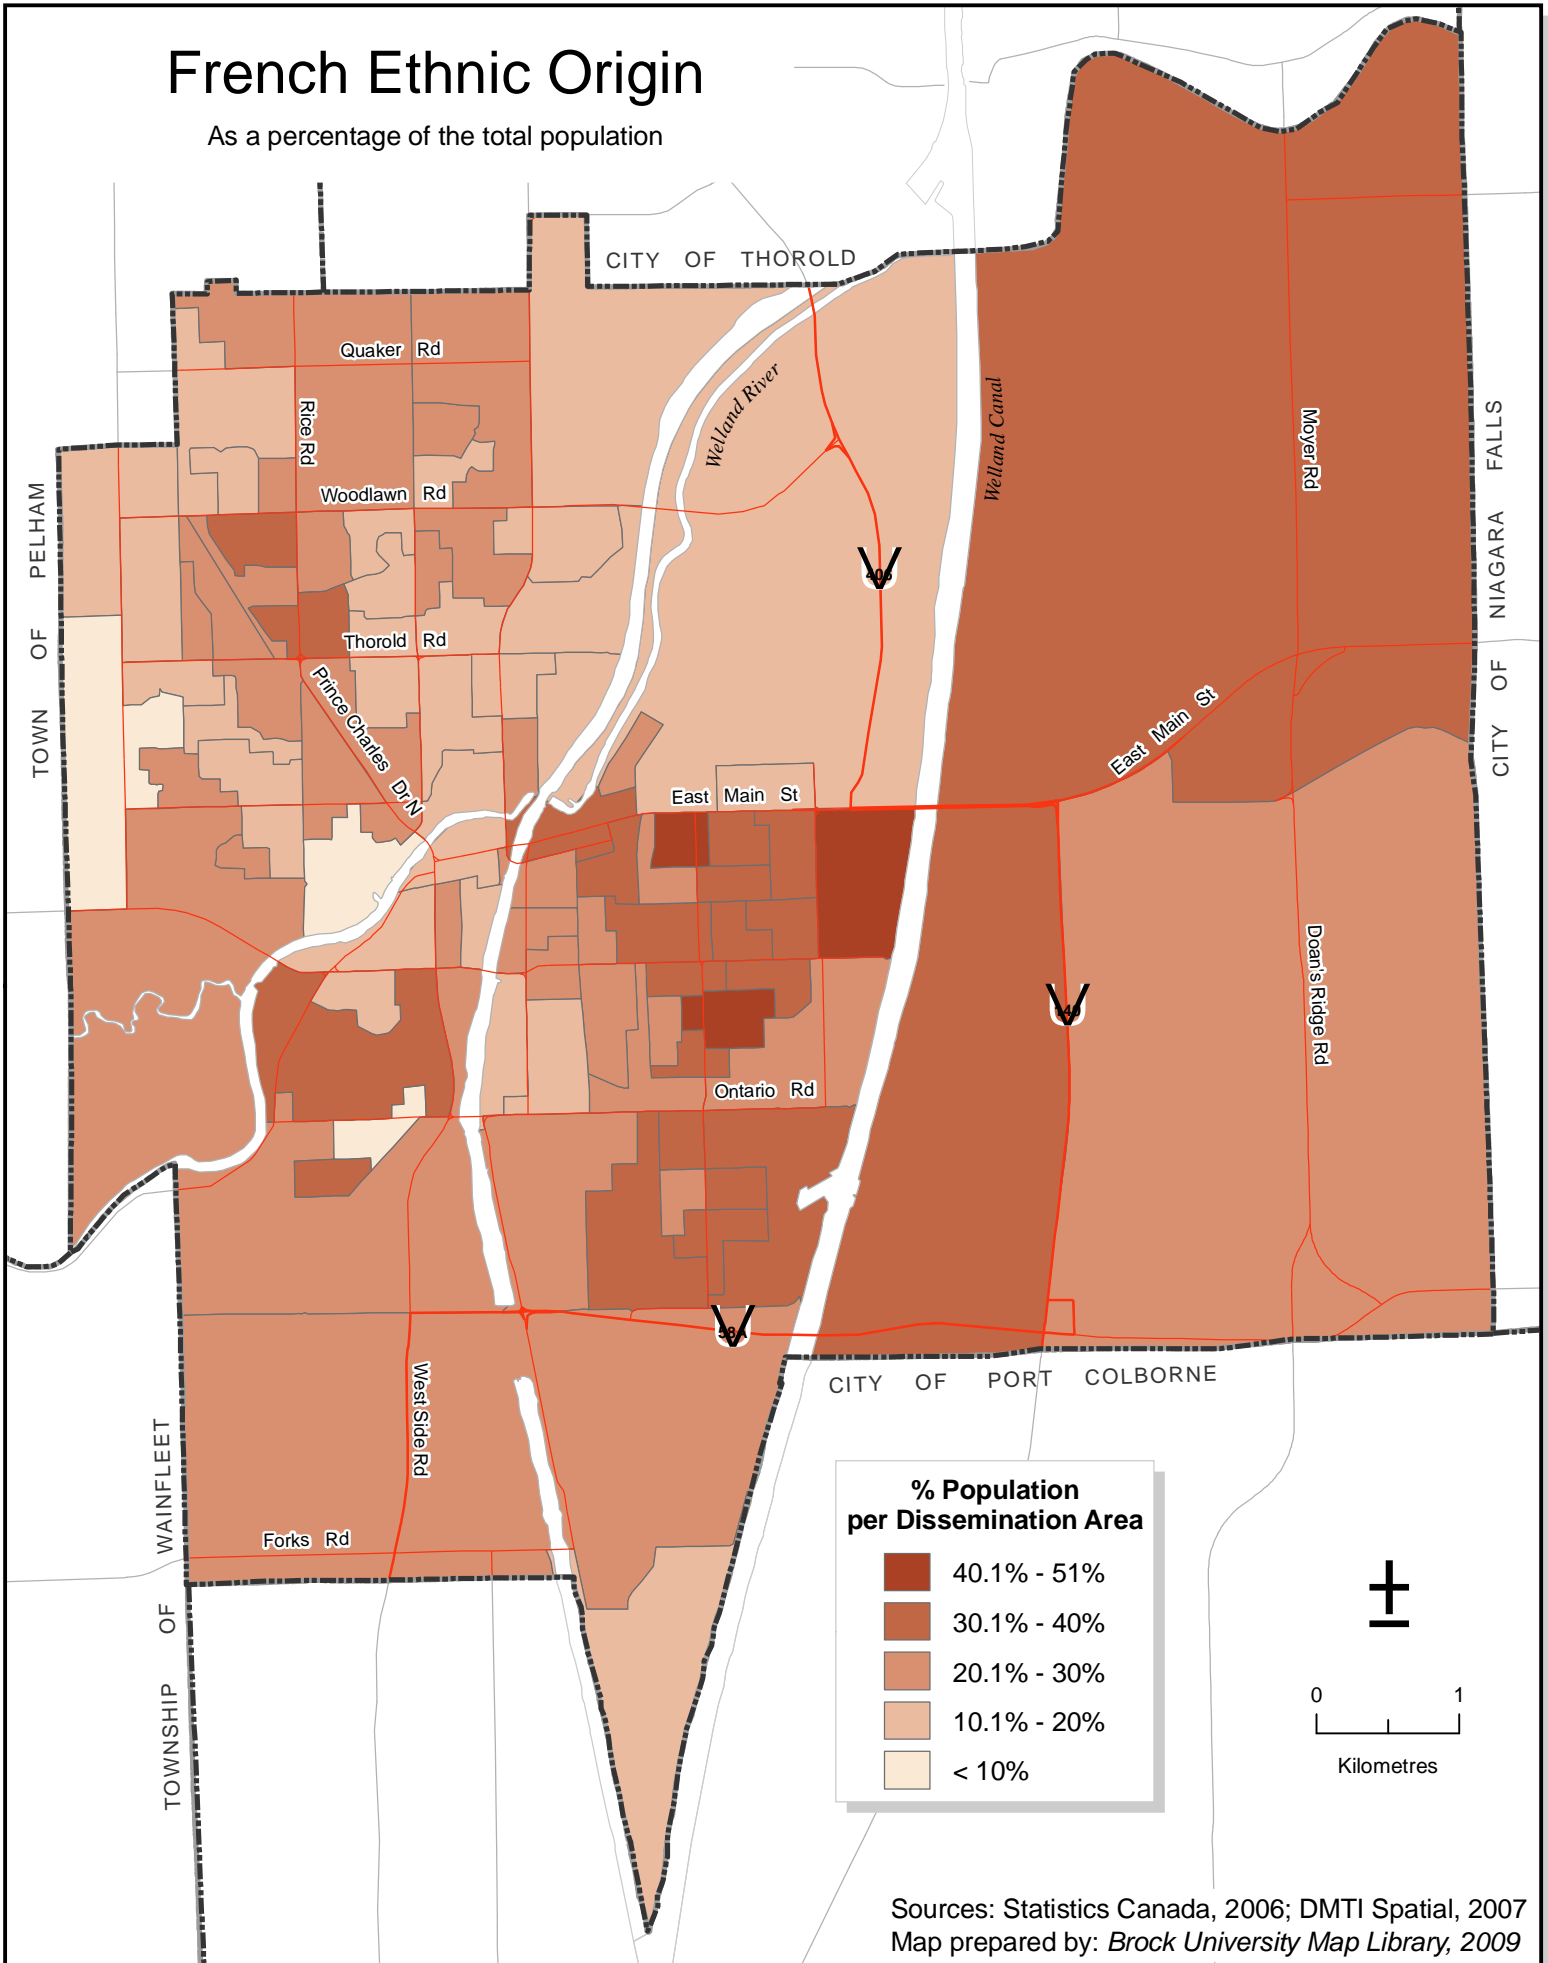 French Ethnic Origin
As a percentage of the total population
CITY OF THOROLD
Quaker Rd
Rice Rd
Welland River
Welland Canal
Moyer Rd
CITY OF NIAGARA FALLS
TOWN OF PELHAM
Woodlawn Rd
406
Thorold Rd
Prince Charles Dr N
East Main St
East Main St
Doan's Ridge Rd
140
Ontario Rd
58A
West Side Rd
CITY OF PORT COLBORNE
TOWNSHIP OF WAINFLEET
Forks Rd
% Population
per Dissemination Area
40.1% - 51%
30.1% - 40%
20.1% - 30%
10.1% - 20%
< 10%
±
0 1
Kilometres
Sources: Statistics Canada, 2006; DMTI Spatial, 2007
Map prepared by: Brock University Map Library, 2009